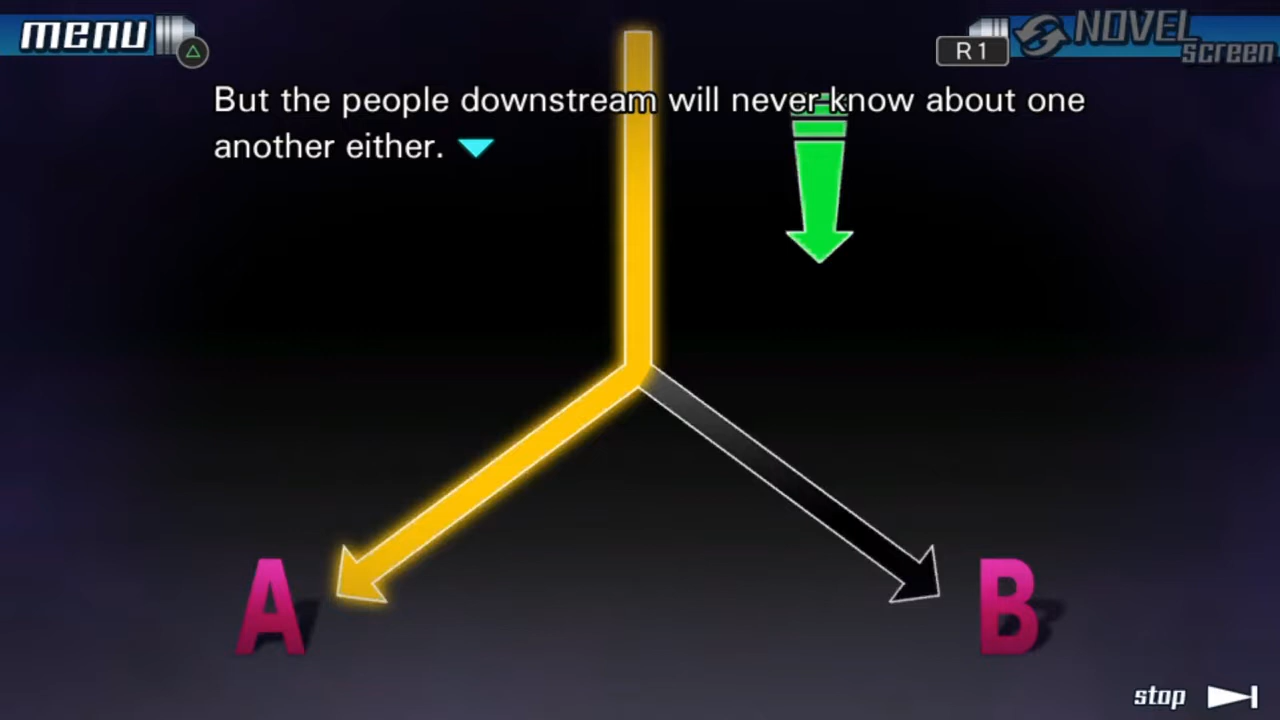 menu
R1
NOVEL
screen
But the people downstream will never know about one
another either.
A
B
stop